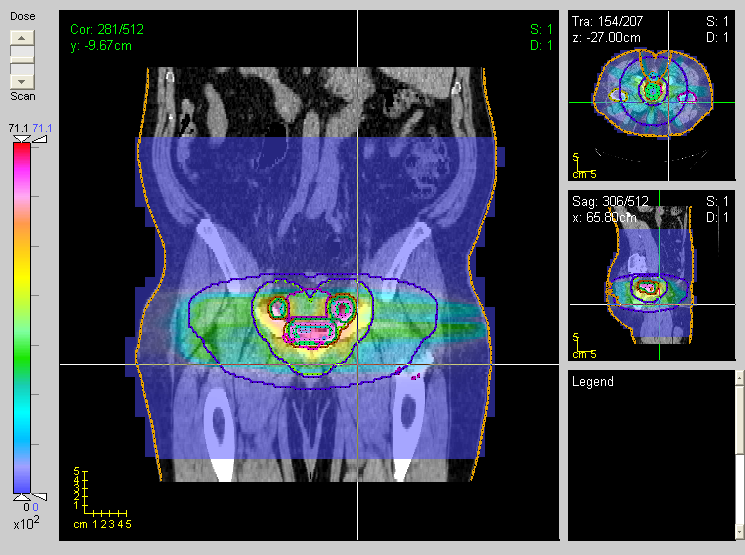 Dose
Scan
71.1 71.1
0 0
x10²
Cor: 281/512
y: -9.67cm
S: 1
D: 1
5
4
3
2
1
cm 1 2 3 4 5
Tra: 154/207
z: -27.00cm
S: 1
D: 1
5
cm 5
Sag: 306/512
x: 65.80cm
S: 1
D: 1
5
cm 5
Legend